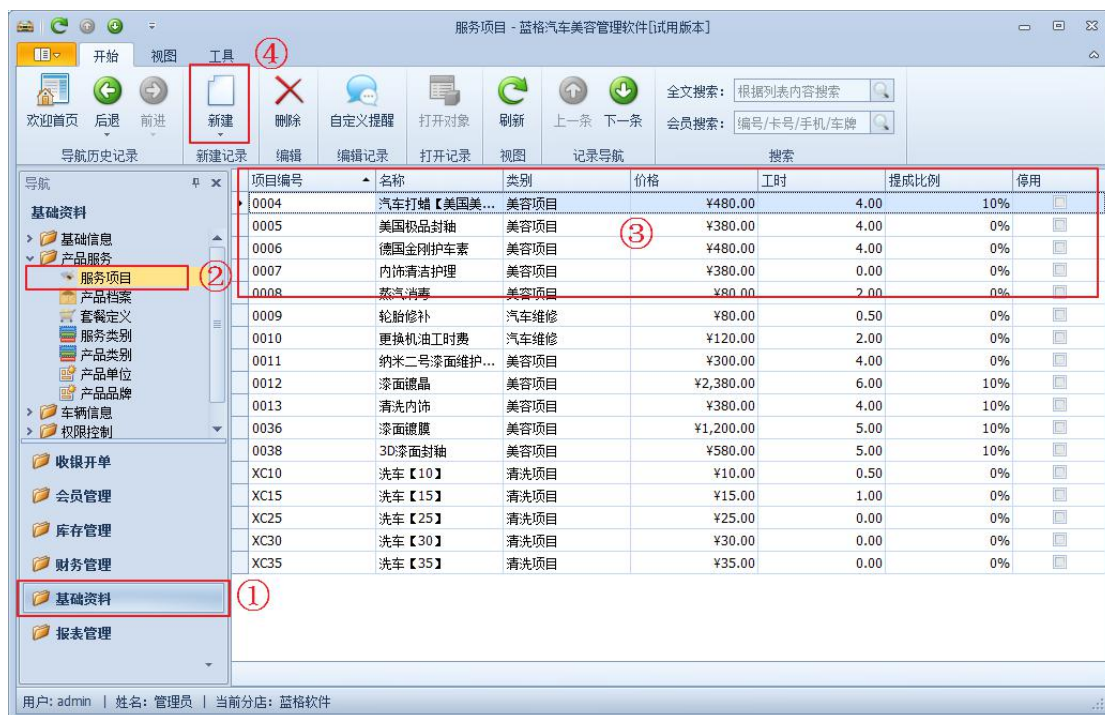 服务项目 - 蓝格汽车美容管理软件[试用版本]
开始 视图 工具 ④
欢迎首页 后退 前进 新建 删除 自定义提醒 打开对象 刷新 上一条 下一条 全文搜索： 根据列表内容搜索
会员搜索： 编号/卡号/手机/车牌
导航历史记录 新建记录 编辑 编辑记录 打开记录 视图 记录导航 搜索
导航
基础资料
基础信息
产品服务
服务项目 ②
产品档案
套餐定义
服务类别
产品类别
产品单位
产品品牌
车辆信息
权限控制
收银开单
会员管理
库存管理
财务管理
基础资料 ①
报表管理
项目编号 名称 类别 价格 工时 提成比例 停用
0004 汽车打蜡【美国美... 美容项目 ¥480.00 4.00 10%
0005 美国极品封釉 美容项目 ¥380.00 4.00 0%
③
0006 德国金刚护车素 美容项目 ¥480.00 4.00 0%
0007 内饰清洁护理 美容项目 ¥380.00 0.00 0%
0008 蒸汽消毒 美容项目 ¥80.00 2.00 0%
0009 轮胎修补 汽车维修 ¥80.00 0.50 0%
0010 更换机油工时费 汽车维修 ¥120.00 2.00 0%
0011 纳米二号漆面维护... 美容项目 ¥300.00 4.00 0%
0012 漆面镀晶 美容项目 ¥2,380.00 6.00 10%
0013 清洗内饰 美容项目 ¥380.00 4.00 10%
0036 漆面镀膜 美容项目 ¥1,200.00 5.00 10%
0038 3D漆面封釉 美容项目 ¥580.00 5.00 10%
XC10 洗车【10】 清洗项目 ¥10.00 0.50 0%
XC15 洗车【15】 清洗项目 ¥15.00 1.00 0%
XC25 洗车【25】 清洗项目 ¥25.00 0.00 0%
XC30 洗车【30】 清洗项目 ¥30.00 0.00 0%
XC35 洗车【35】 清洗项目 ¥35.00 0.00 0%
用户: admin | 姓名: 管理员 | 当前分店: 蓝格软件